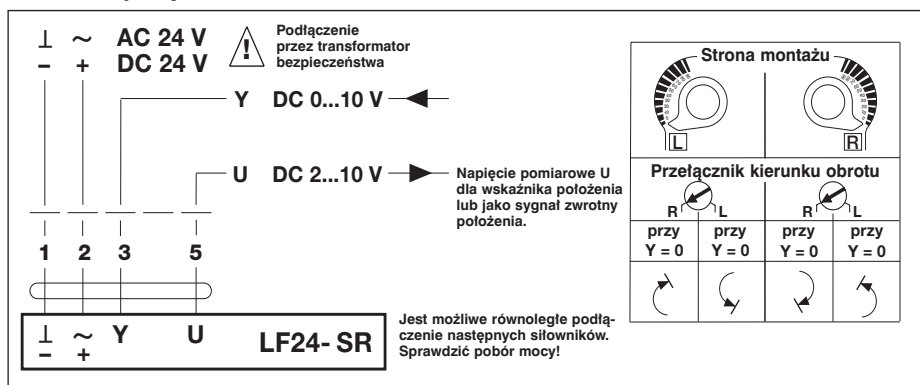 ⊥ ~ AC 24 V
– + DC 24 V
Podłączenie
przez transformator
bezpieczeństwa
Y DC 0...10 V
U DC 2...10 V
Napięcie pomiarowe U
dla wskaźnika położenia
lub jako sygnał zwrotny
położenia.
1 2 3 5
⊥ ~ Y U LF24- SR
– +
Jest możliwe równoległe podłą-
czenie następnych siłowników.
Sprawdzić pobór mocy!
Strona montażu
L R
Przełącznik kierunku obrotu
R L R L
przy przy przy przy
Y = 0 Y = 0 Y = 0 Y = 0